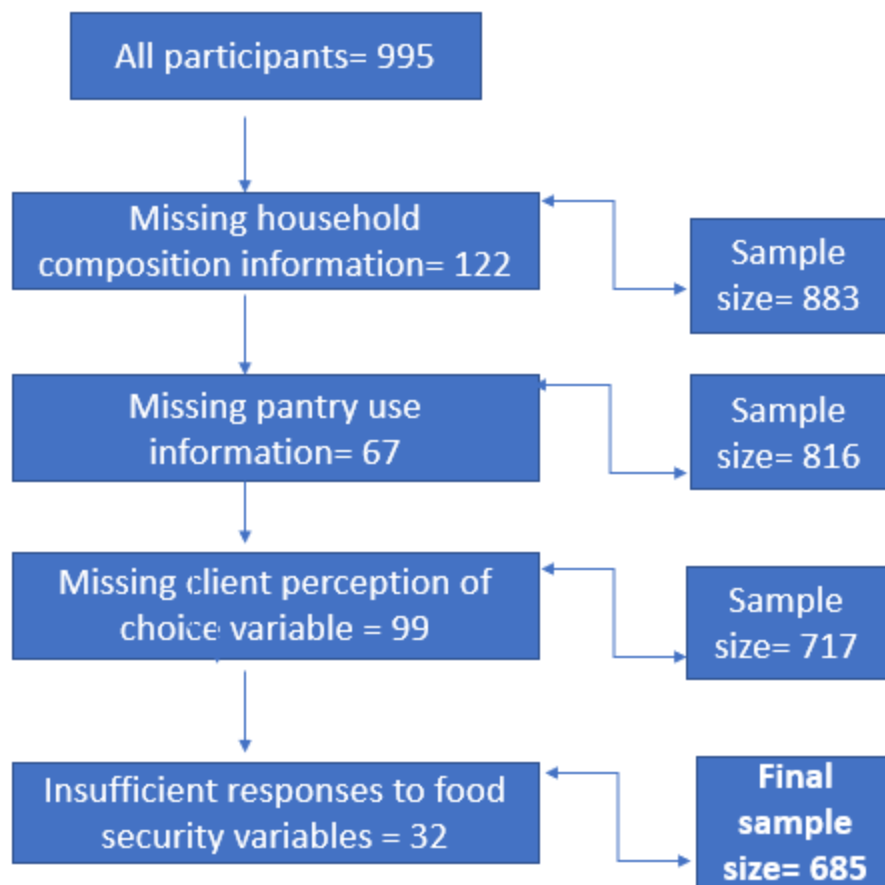 All participants= 995
Missing household
composition information= 122
Sample
size= 883
Missing pantry use
information= 67
Sample
size= 816
Missing client perception of
choice variable = 99
Sample
size= 717
Insufficient responses to food
security variables = 32
Final
sample
size= 685